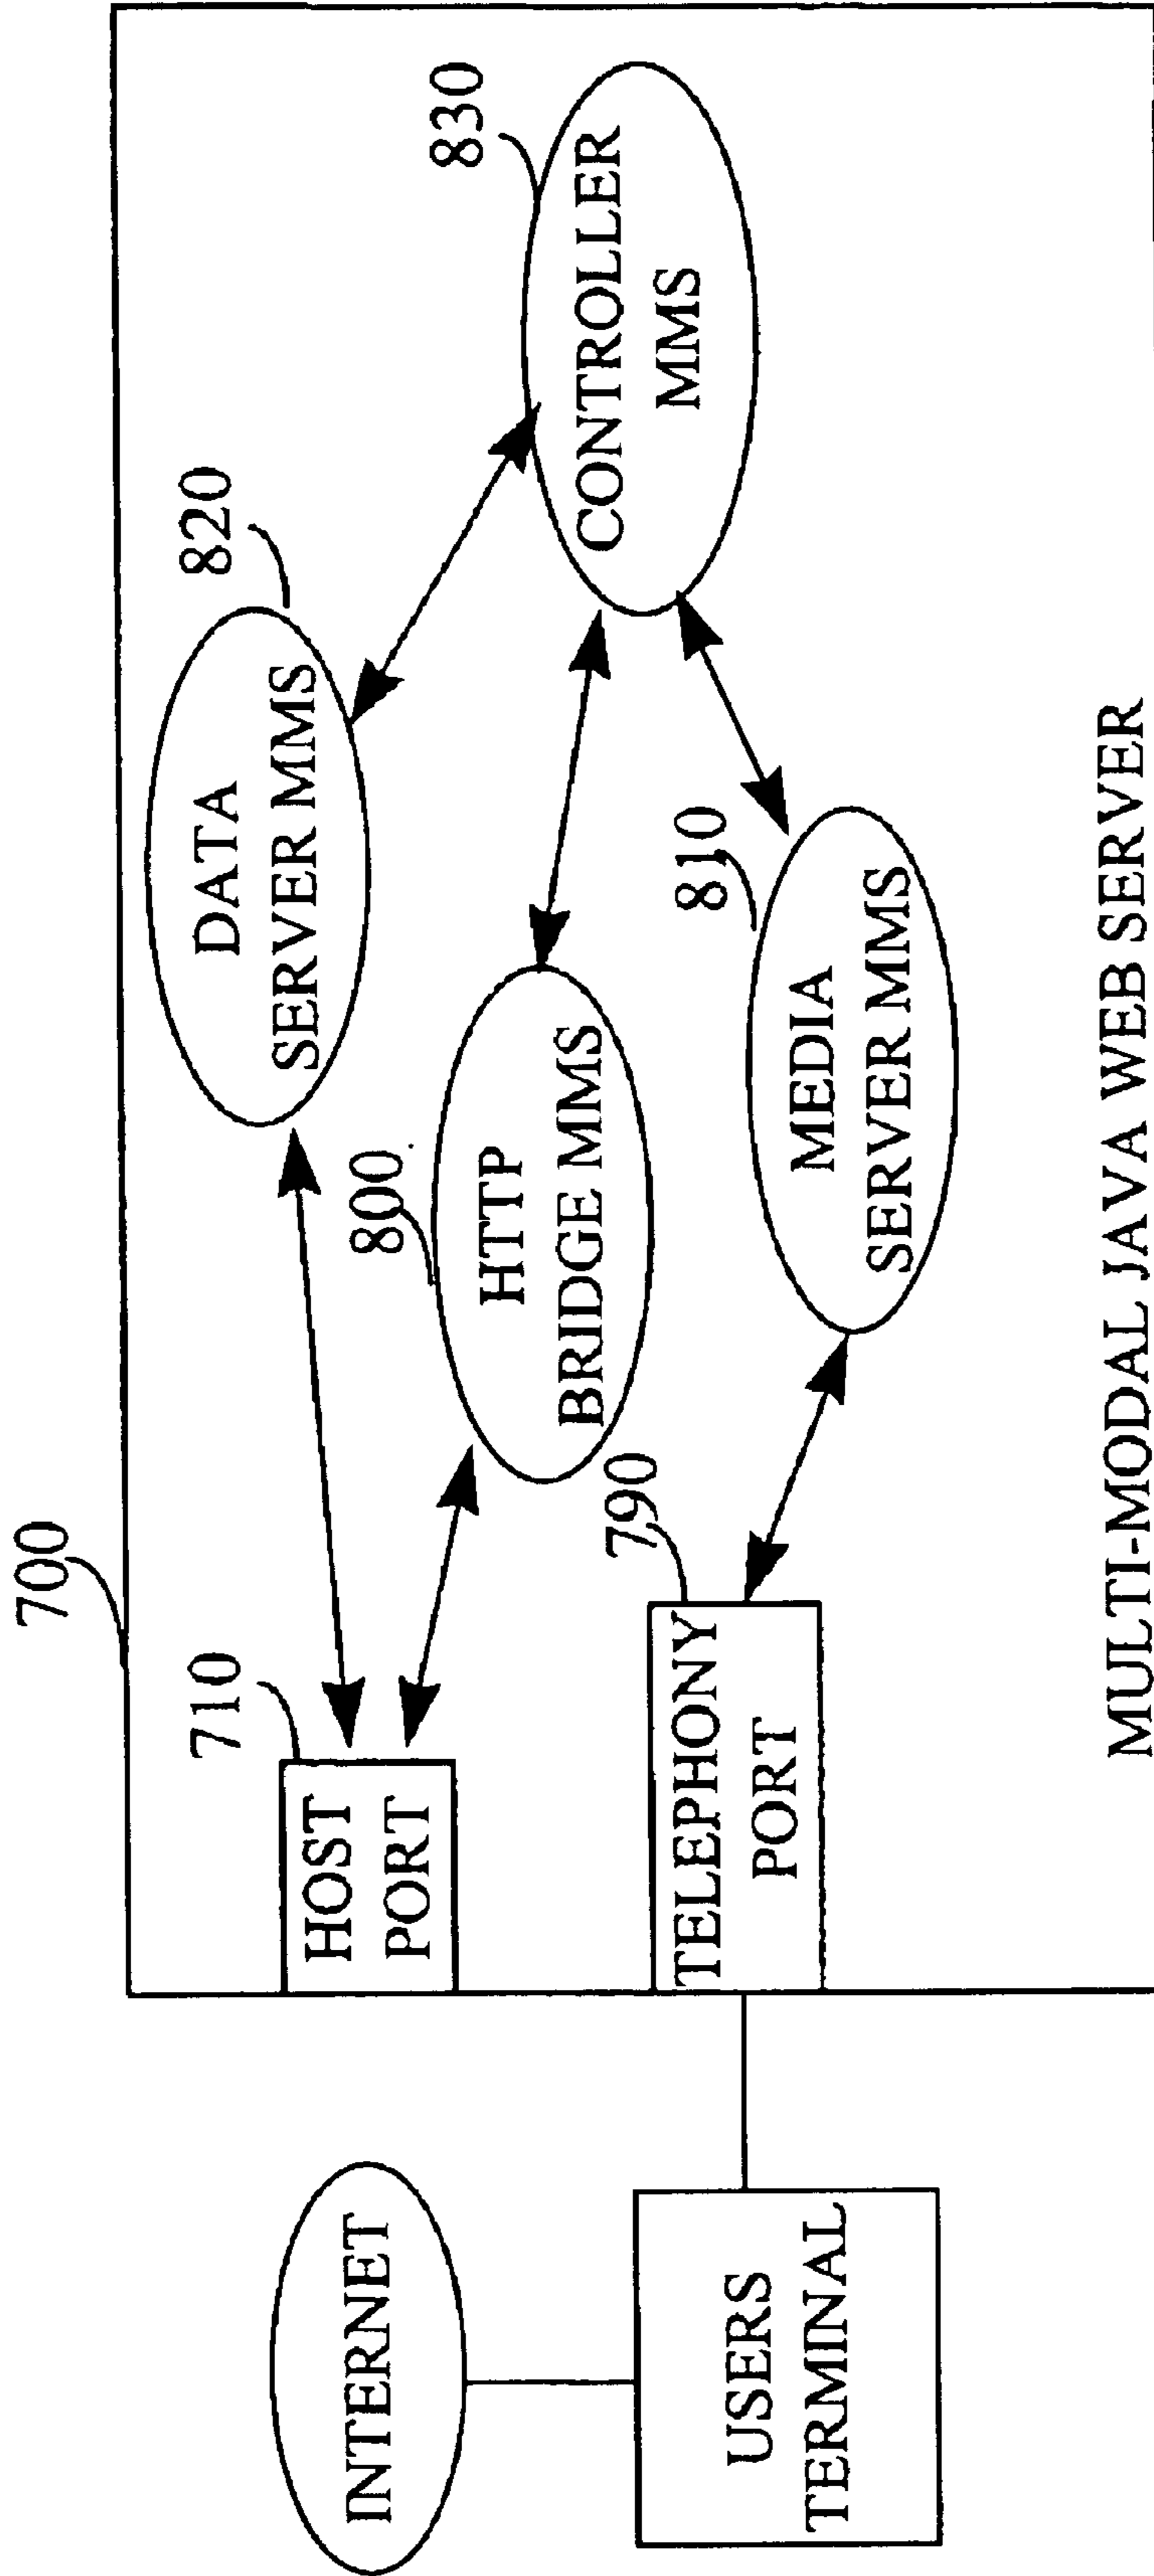 700
710
HOST
PORT
820
DATA
SERVER MMS
830
CONTROLLER
MMS
800
HTTP
BRIDGE MMS
810
MEDIA
SERVER MMS
790
TELEPHONY
PORT
INTERNET
USERS
TERMINAL
MULTI-MODAL JAVA WEB SERVER